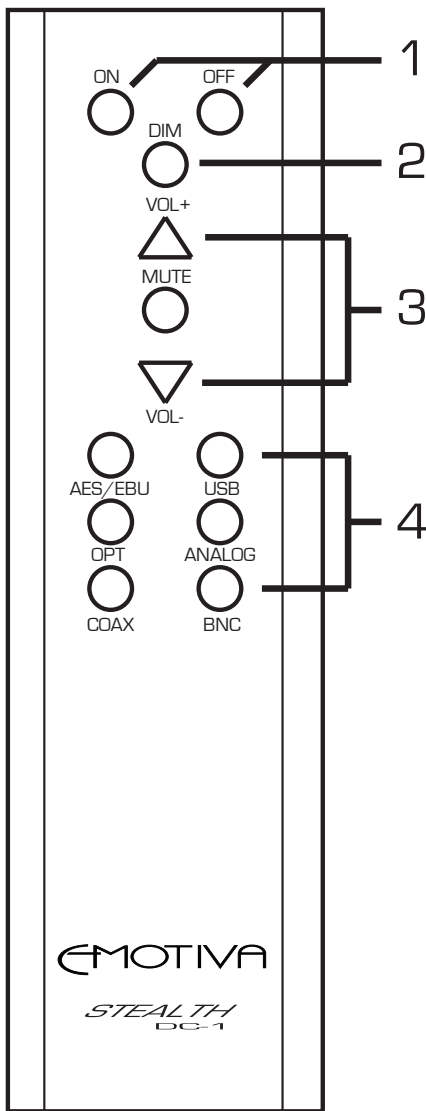 ON OFF 1
DIM
2
VOL+
MUTE
3
VOL-
AES/EBU USB
4
OPT ANALOG
COAX BNC
EMOTIVA
STEALTH
DC-1